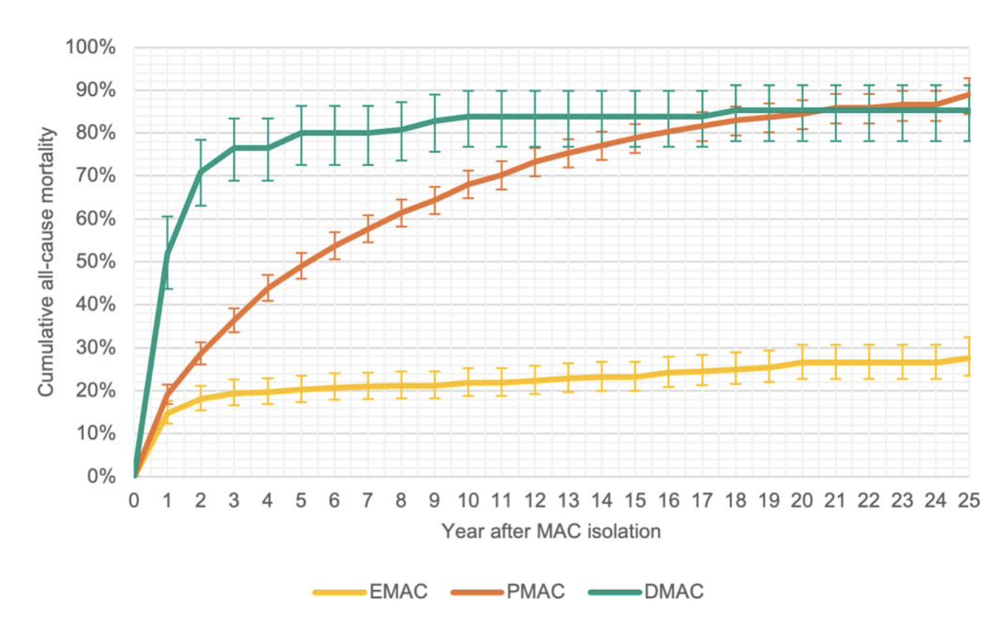 100%
90%
80%
70%
60%
50%
40%
30%
20%
10%
0%
Cumulative all-cause mortality
0 1 2 3 4 5 6 7 8 9 10 11 12 13 14 15 16 17 18 19 20 21 22 23 24 25
Year after MAC isolation
EMAC PMAC DMAC